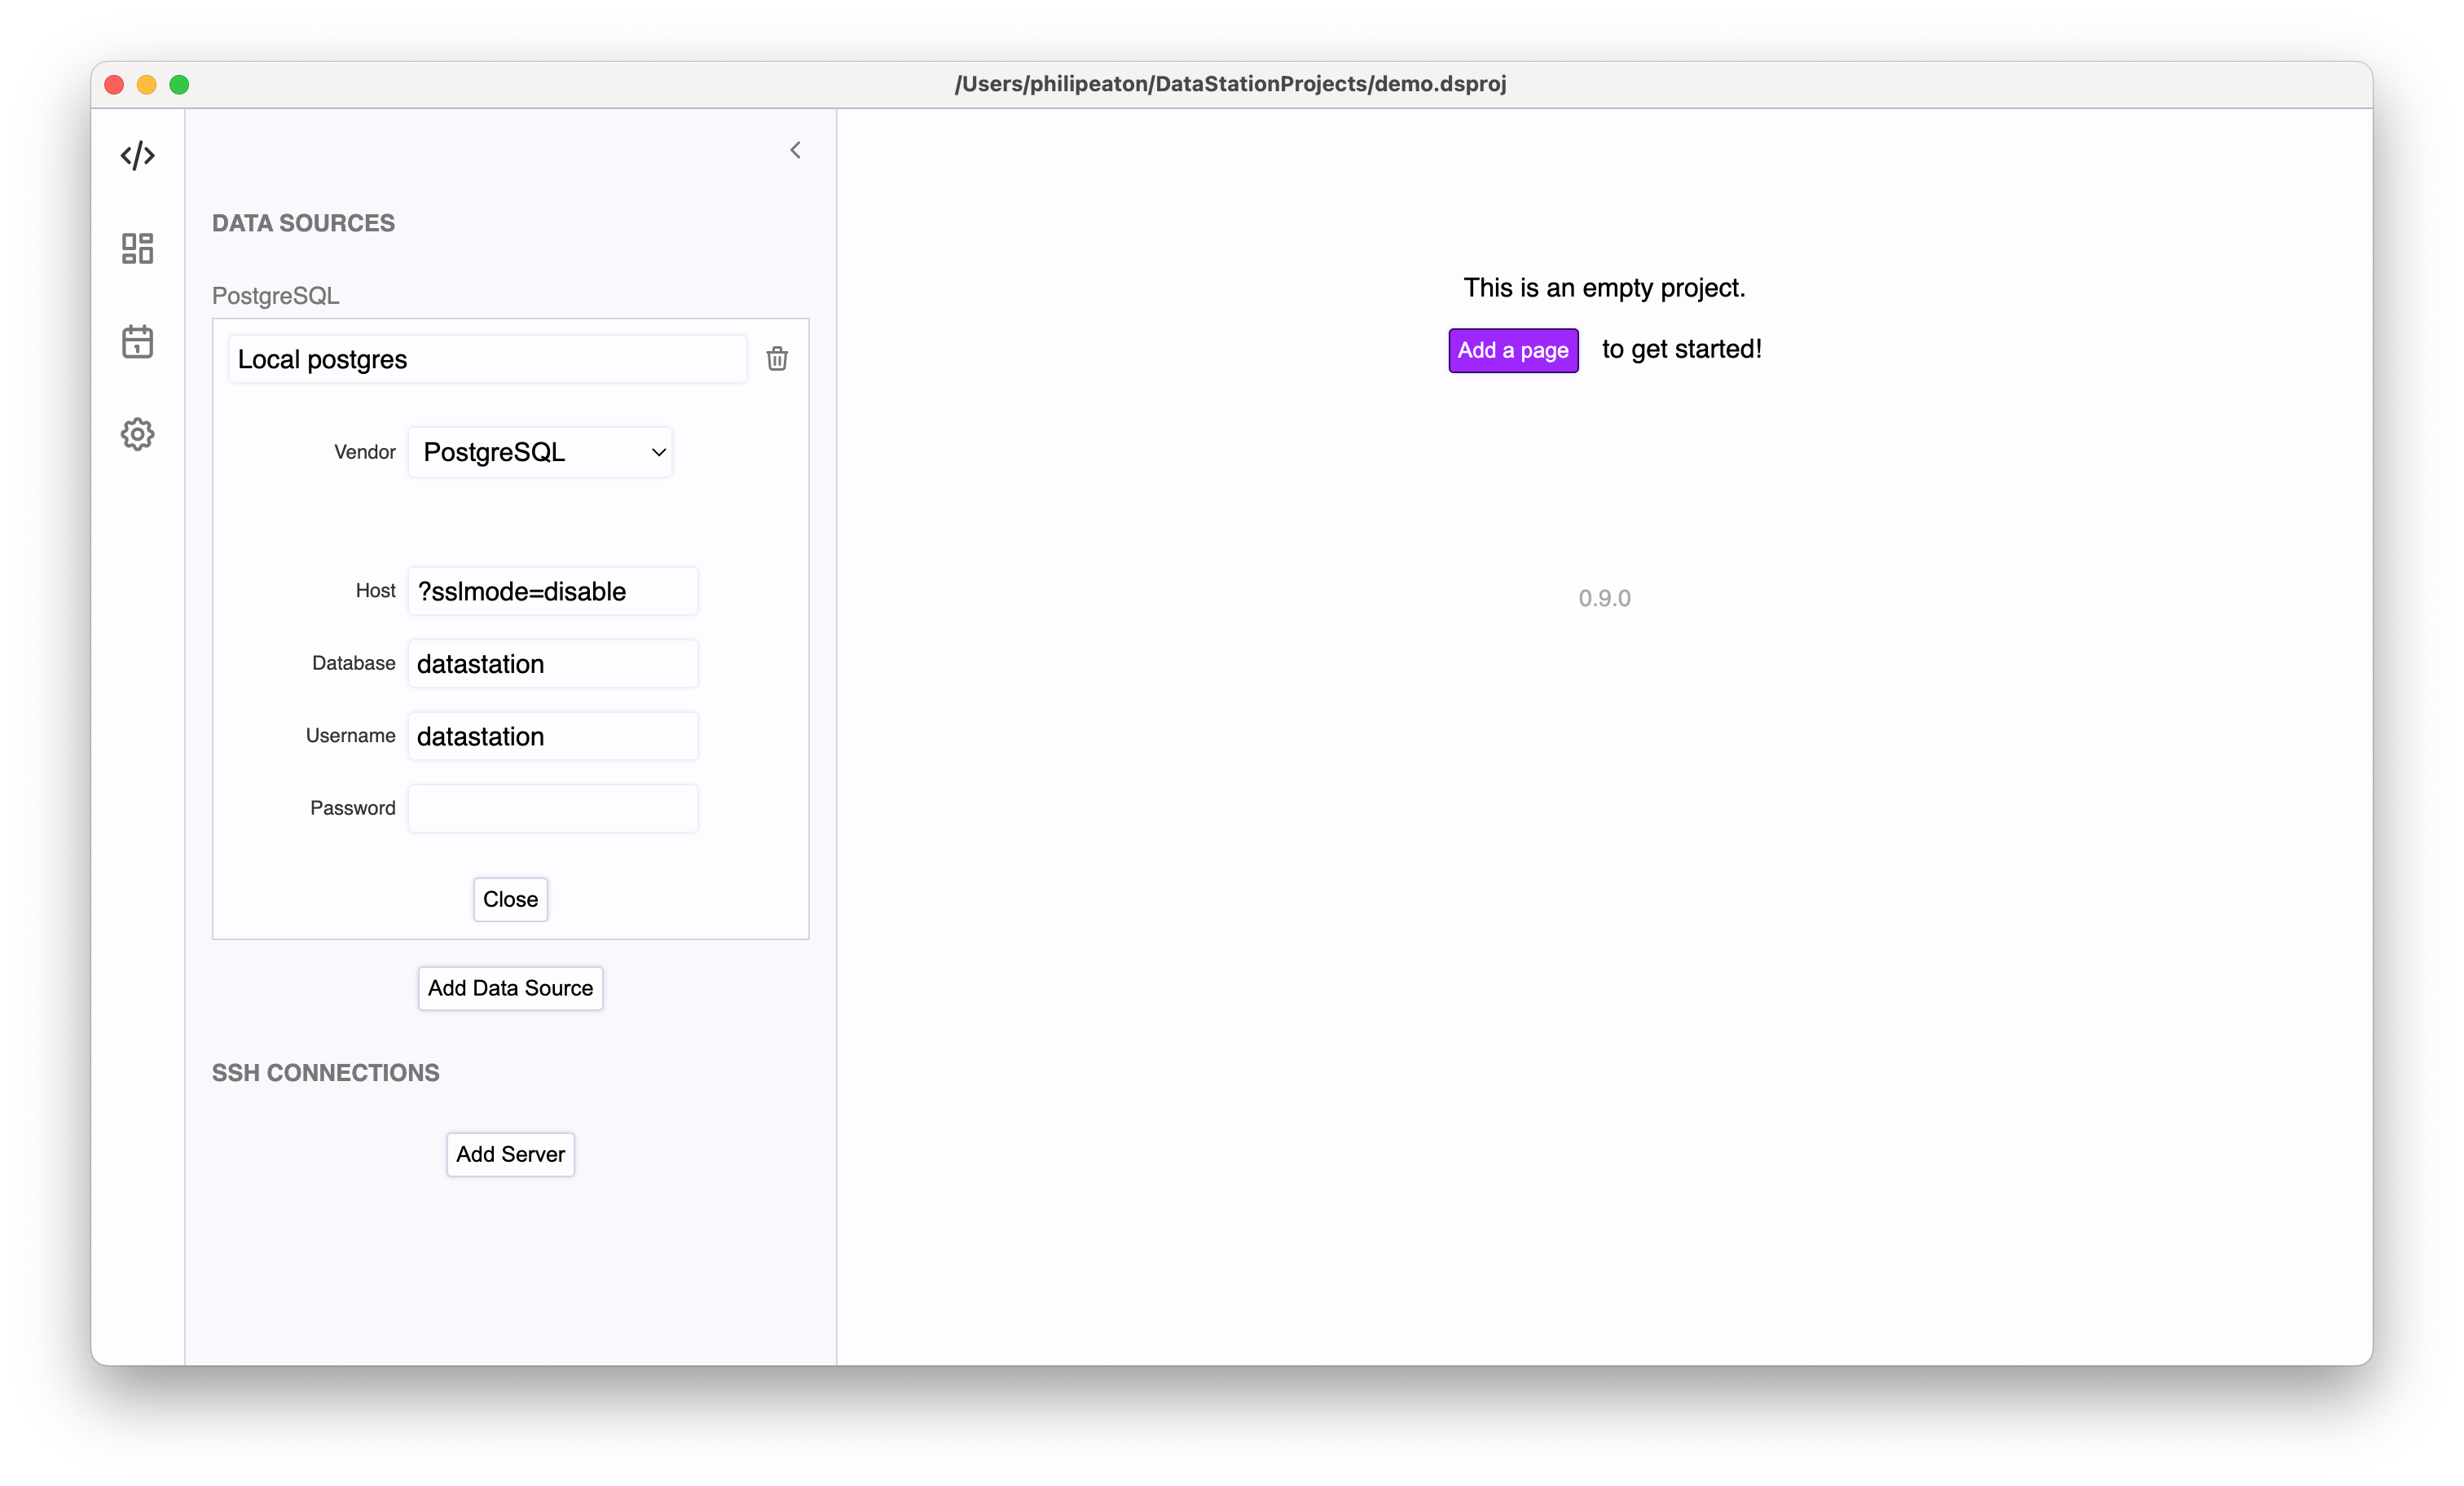 /Users/philipeaton/DataStationProjects/demo.dsproj
DATA SOURCES
PostgreSQL
Local postgres
Vendor PostgreSQL
Host ?sslmode=disable
Database datastation
Username datastation
Password
Close
Add Data Source
SSH CONNECTIONS
Add Server
This is an empty project.
Add a page to get started!
0.9.0